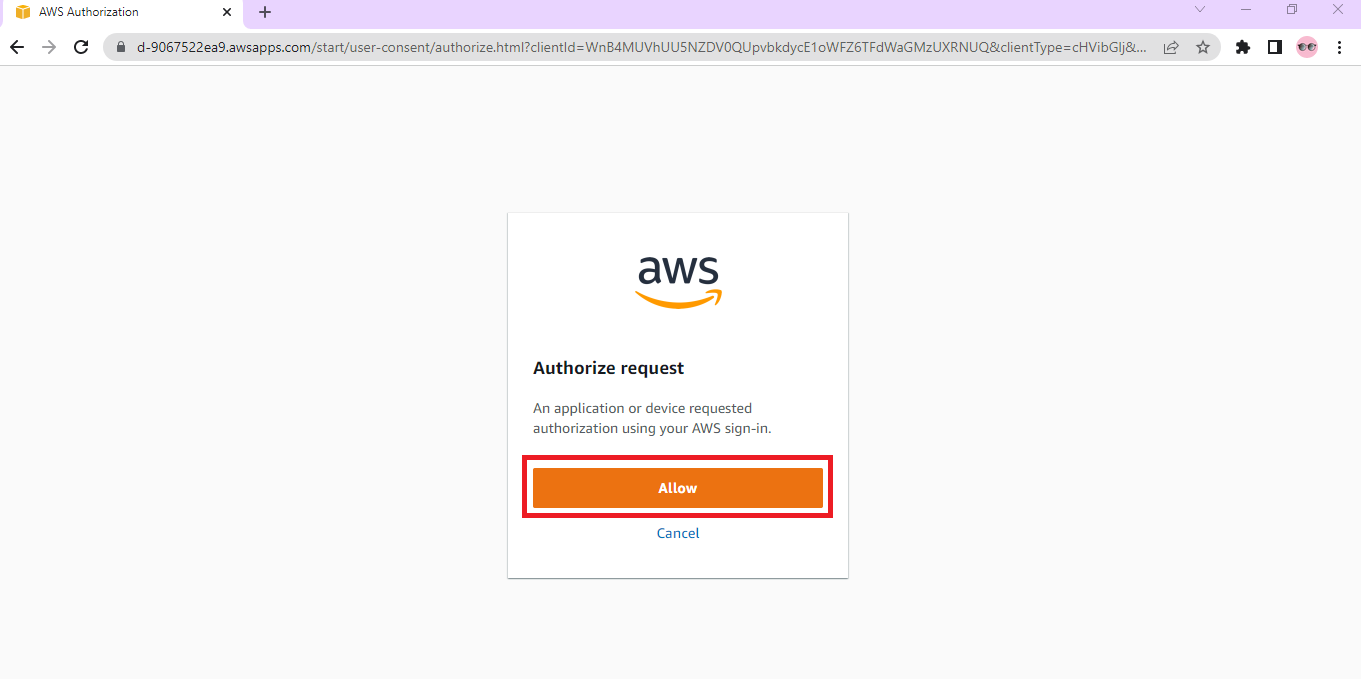 AWS Authorization
d-9067522ea9.awsapps.com/start/user-consent/authorize.html?clientId=WnB4MUVhUU5NZDV0QUpvbkdycE1oWFZ6TFdWaGMzUXRNUQ&clientType=cHVibGlj&...
aws
Authorize request
An application or device requested
authorization using your AWS sign-in.
Allow
Cancel